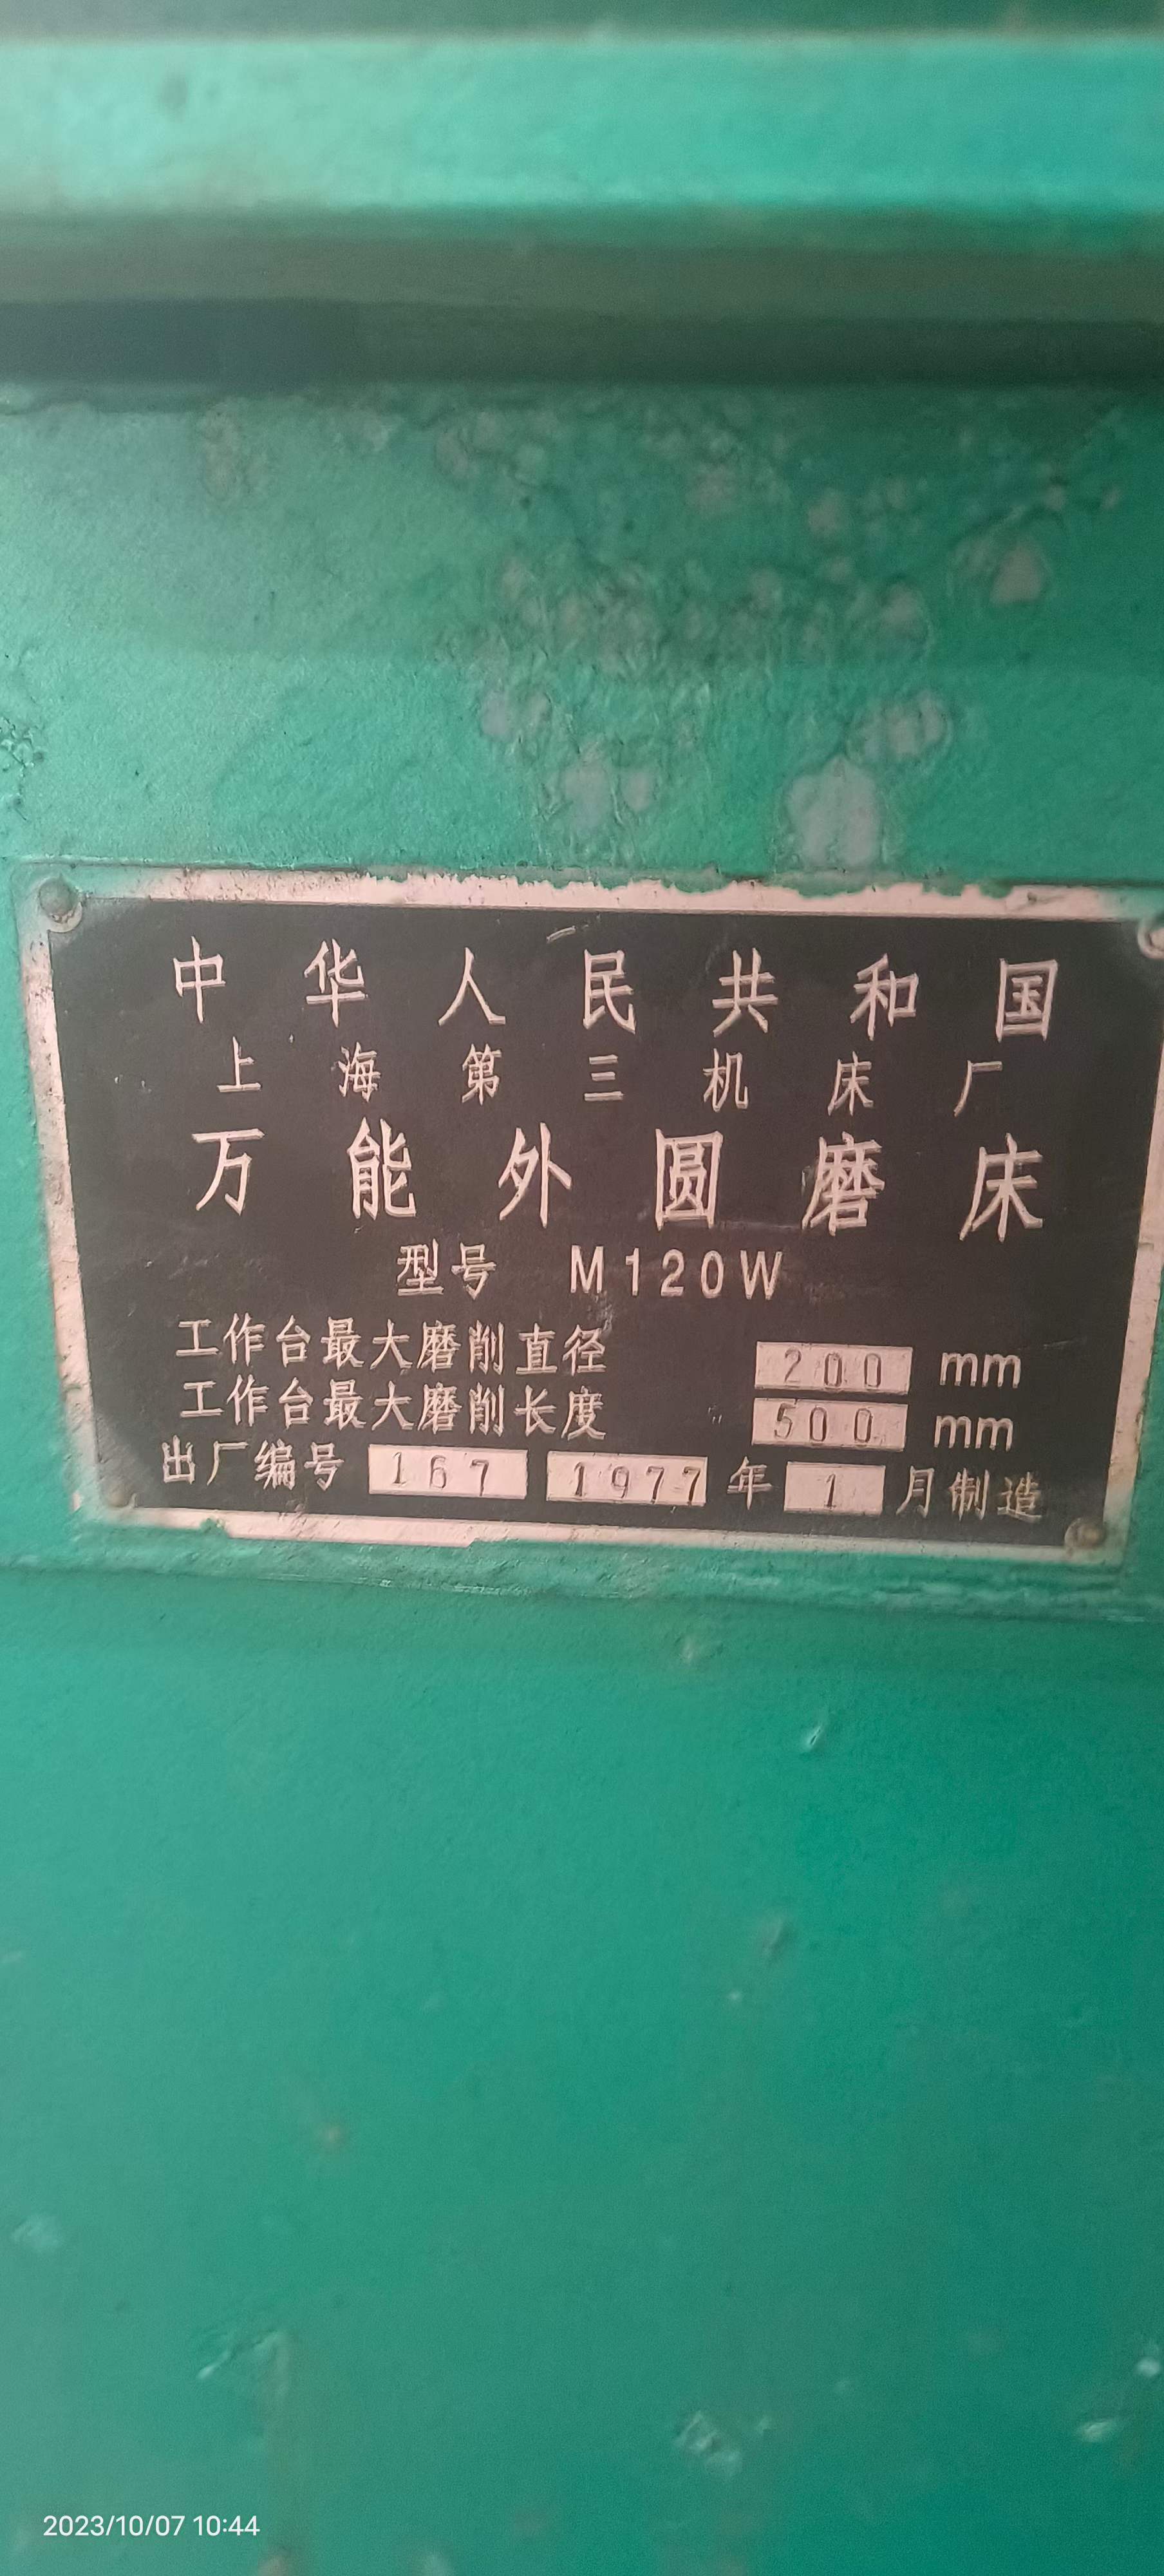 中华人民共和国
上海第三机床厂
万能外圆磨床
型号 M120W
工作台最大磨削直径 200 mm
工作台最大磨削长度 500 mm
出厂编号 167 1977 年 1 月制造
2023/10/07 10:44